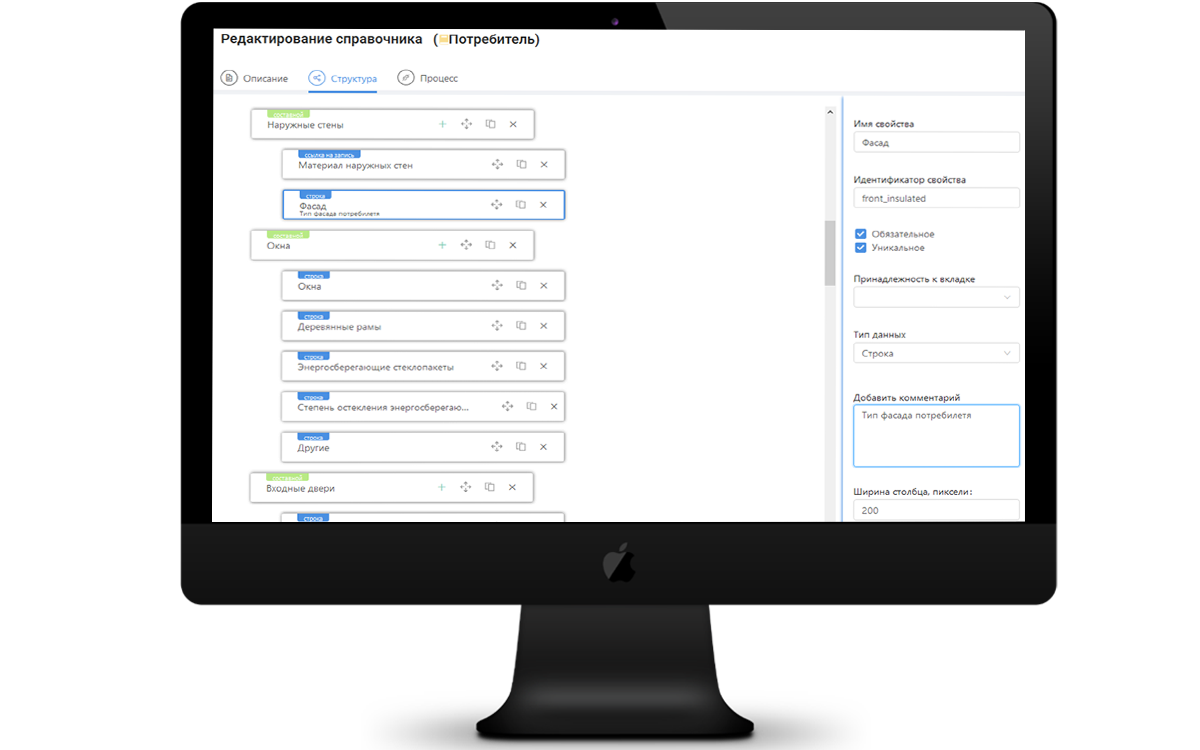 Редактирование справочника (Потребитель)
Описание
Структура
Процесс
составной
Наружные стены
ссылка на запись
Материал наружных стен
строка
Фасад
Тип фасада потребилетя
составной
Окна
строка
Окна
строка
Деревянные рамы
строка
Энергосберегающие стеклопакеты
строка
Степень остекления энергосберегаю...
строка
Другие
составной
Входные двери
строка
Имя свойства
Фасад
Идентификатор свойства
front_insulated
Обязательное
Уникальное
Принадлежность к вкладке
Тип данных
Строка
Добавить комментарий
Тип фасада потребилетя
Ширина столбца, пиксели:
200